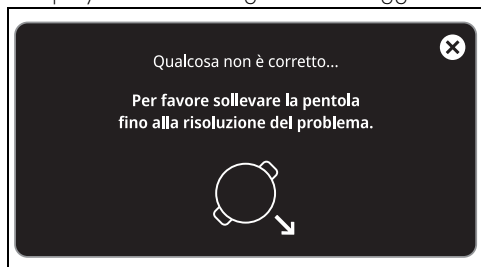 Qualcosa non è corretto...
Per favore sollevare la pentola
fino alla risoluzione del problema.